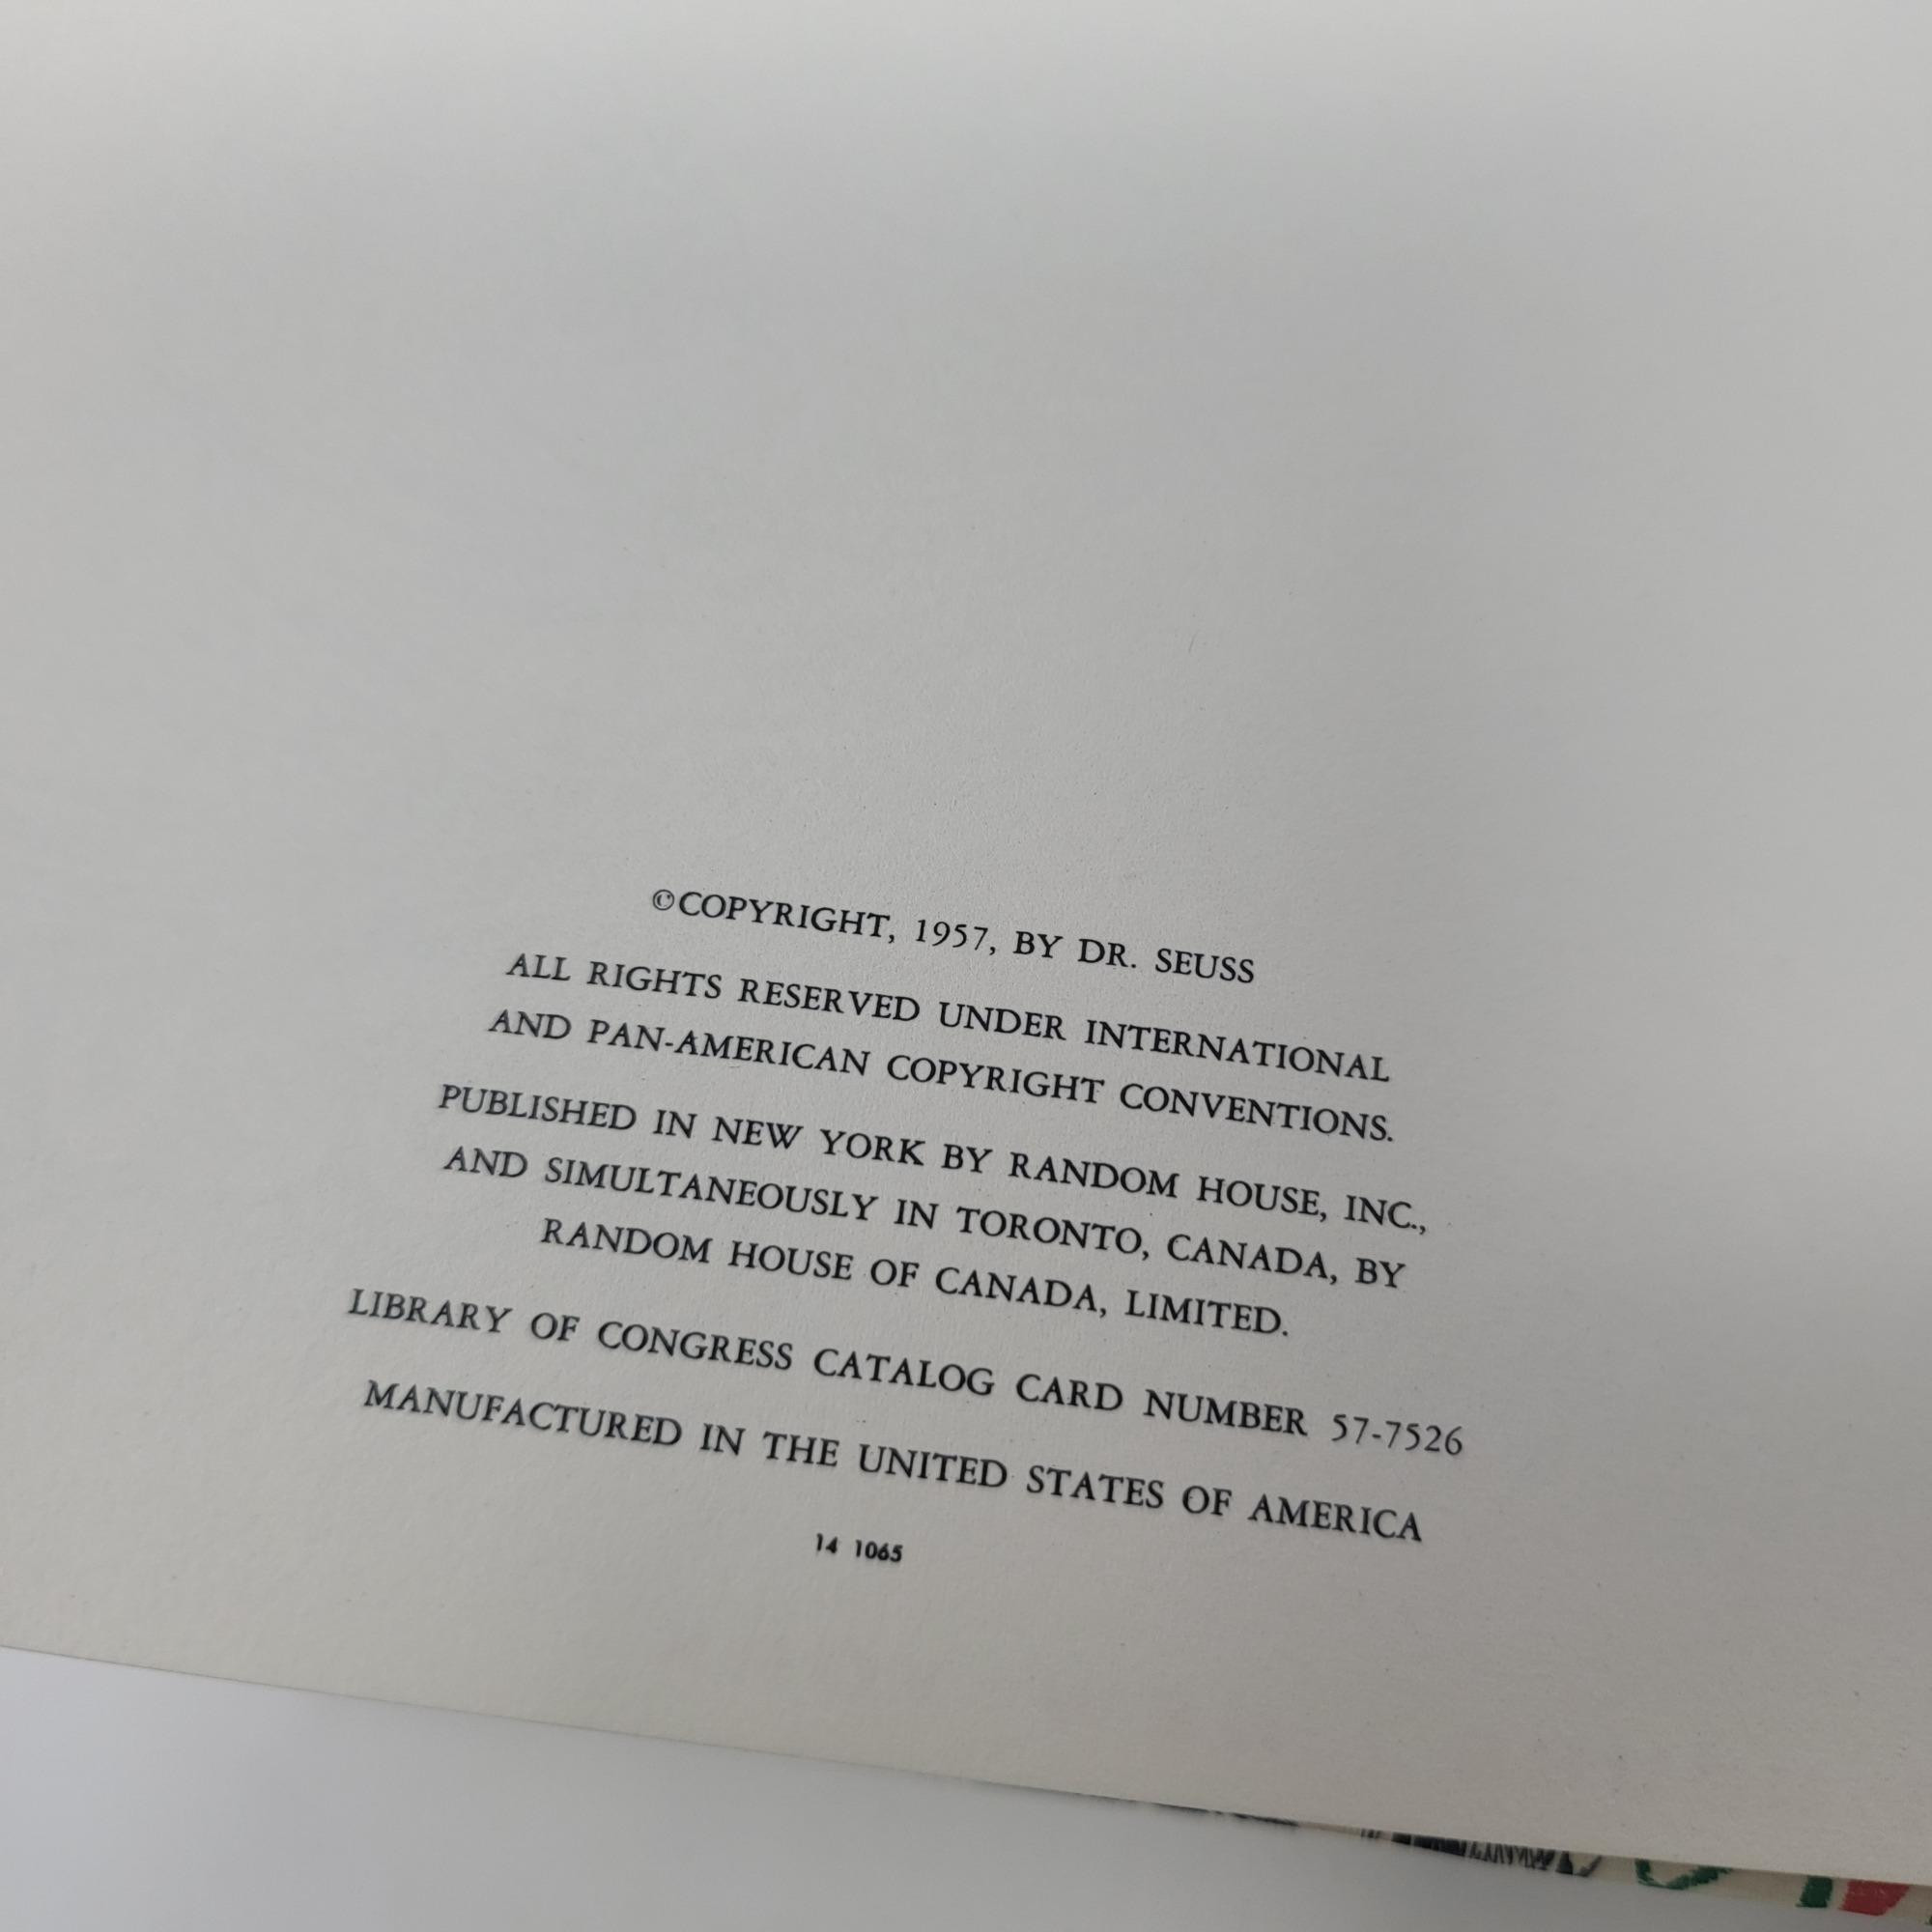 ©COPYRIGHT, 1957, BY DR. SEUSS
ALL RIGHTS RESERVED UNDER INTERNATIONAL
AND PAN-AMERICAN COPYRIGHT CONVENTIONS.
PUBLISHED IN NEW YORK BY RANDOM HOUSE, INC.,
AND SIMULTANEOUSLY IN TORONTO, CANADA, BY
RANDOM HOUSE OF CANADA, LIMITED.
LIBRARY OF CONGRESS CATALOG CARD NUMBER 57-7526
MANUFACTURED IN THE UNITED STATES OF AMERICA
14 1065